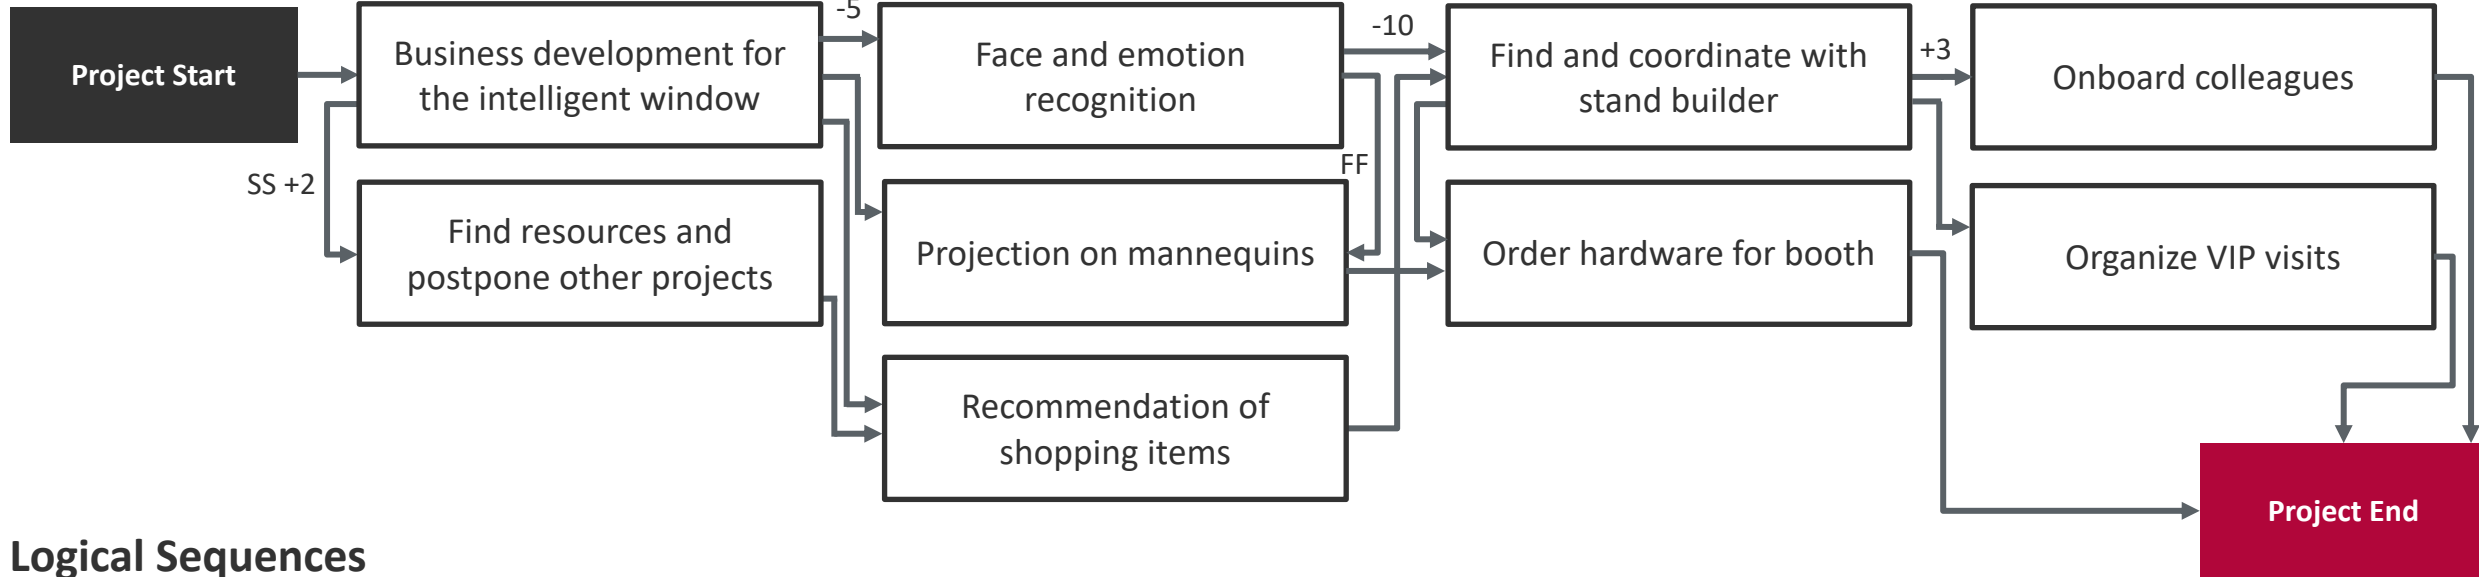 -5
-10
+3
Project Start
Business development for
the intelligent window
Face and emotion
recognition
Find and coordinate with
stand builder
Onboard colleagues
SS +2
FF
Find resources and
postpone other projects
Projection on mannequins
Order hardware for booth
Organize VIP visits
Recommendation of
shopping items
Project End
Logical Sequences